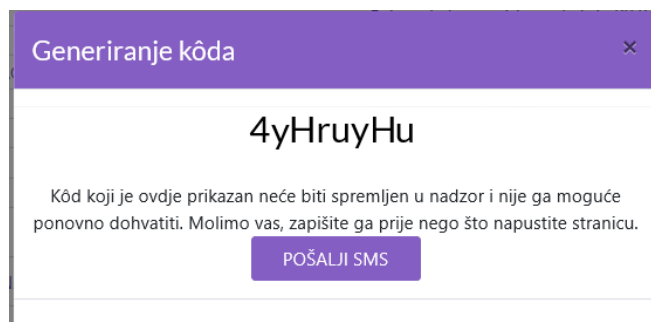 Generiranje kôda
×
4yHruyHu
Kôd koji je ovdje prikazan neće biti spremljen u nadzor i nije ga moguće
ponovno dohvatiti. Molimo vas, zapišite ga prije nego što napustite stranicu.
POŠALJI SMS